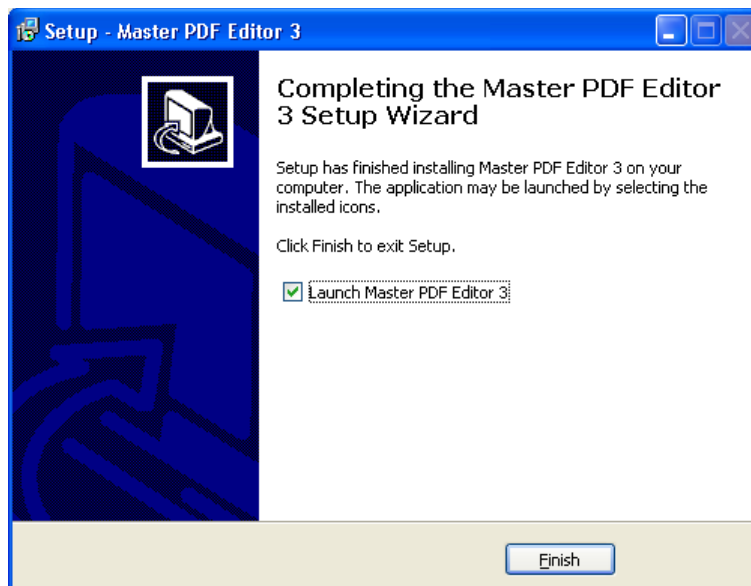 Setup - Master PDF Editor 3
Completing the Master PDF Editor
3 Setup Wizard
Setup has finished installing Master PDF Editor 3 on your
computer. The application may be launched by selecting the
installed icons.
Click Finish to exit Setup.
Launch Master PDF Editor 3
Finish